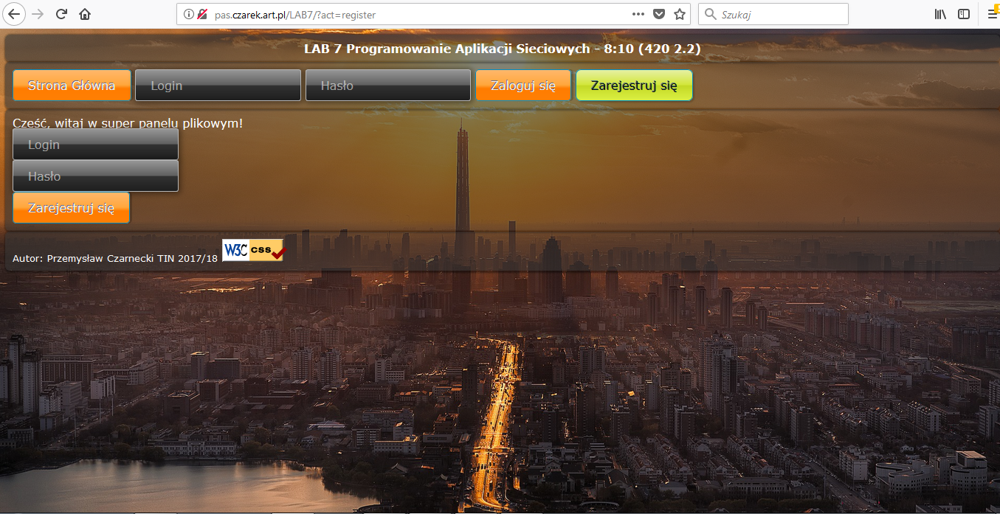 pas.czarek.art.pl/LAB7/?act=register
Szukaj
LAB 7 Programowanie Aplikacji Sieciowych - 8:10 (420 2.2)
Strona Główna Login Hasło Zaloguj się Zarejestruj się
Cześć, witaj w super panelu plikowym!
Login
Hasło
Zarejestruj się
Autor: Przemysław Czarnecki TIN 2017/18 W3C css